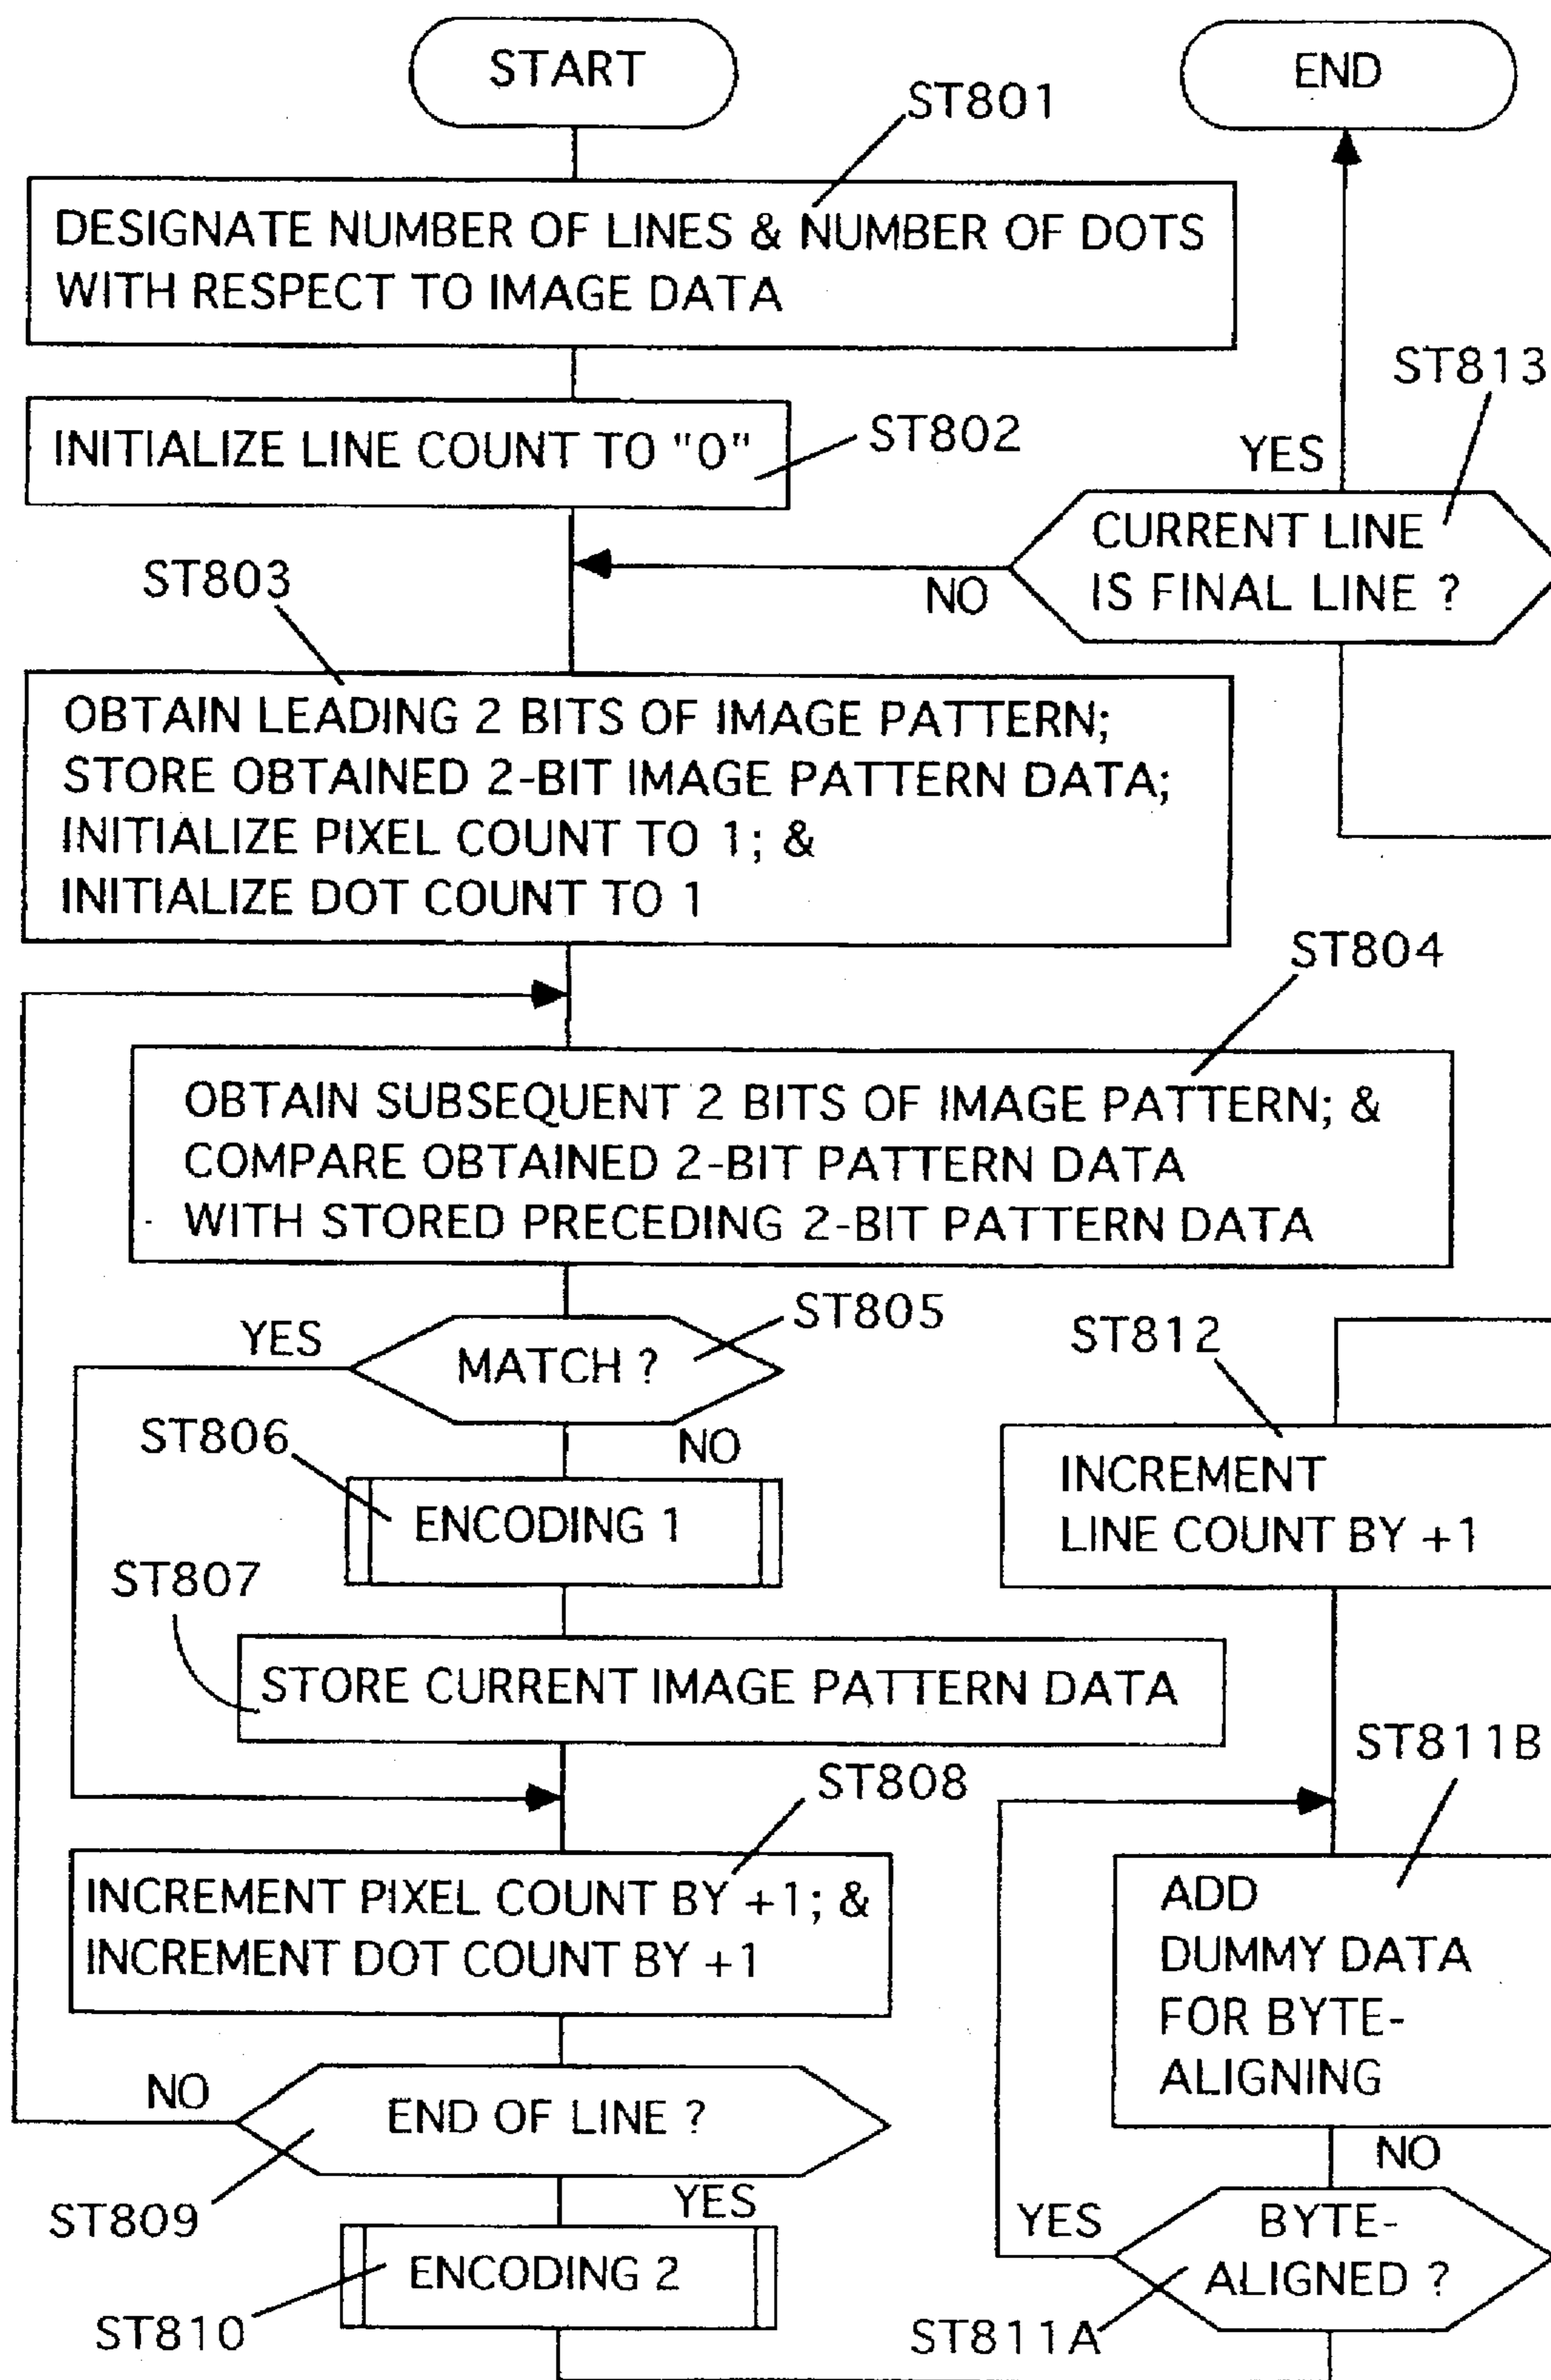 START
ST801
DESIGNATE NUMBER OF LINES & NUMBER OF DOTS
WITH RESPECT TO IMAGE DATA
INITIALIZE LINE COUNT TO "0"
ST802
ST803
OBTAIN LEADING 2 BITS OF IMAGE PATTERN;
STORE OBTAINED 2-BIT IMAGE PATTERN DATA;
INITIALIZE PIXEL COUNT TO 1; &
INITIALIZE DOT COUNT TO 1
ST804
OBTAIN SUBSEQUENT 2 BITS OF IMAGE PATTERN; &
COMPARE OBTAINED 2-BIT PATTERN DATA
WITH STORED PRECEDING 2-BIT PATTERN DATA
ST805
YES
MATCH ?
NO
ST806
ENCODING 1
ST807
STORE CURRENT IMAGE PATTERN DATA
ST808
INCREMENT PIXEL COUNT BY +1; &
INCREMENT DOT COUNT BY +1
NO
END OF LINE ?
YES
ST809
ENCODING 2
ST810
BYTE-
ALIGNED ?
ST811A
YES
NO
ADD
DUMMY DATA
FOR BYTE-
ALIGNING
ST811B
INCREMENT
LINE COUNT BY +1
ST812
CURRENT LINE
IS FINAL LINE ?
ST813
NO
YES
END